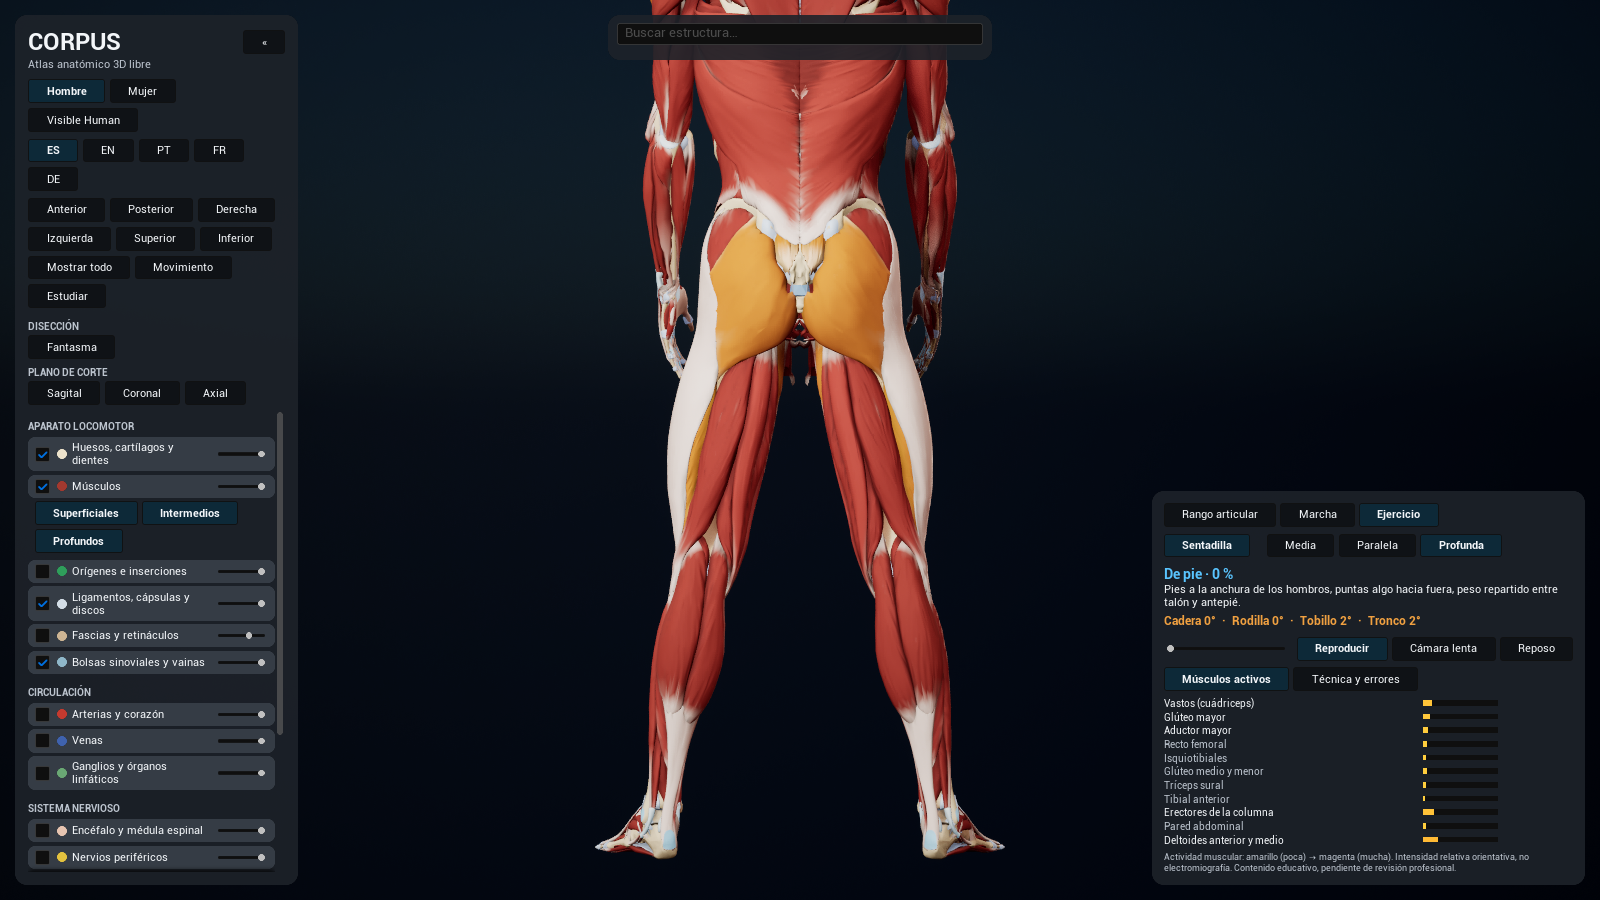 CORPUS
«
Atlas anatómico 3D libre
Hombre
Mujer
Visible Human
ES
EN
PT
FR
DE
Anterior
Posterior
Derecha
Izquierda
Superior
Inferior
Mostrar todo
Movimiento
Estudiar
DISECCIÓN
Fantasma
PLANO DE CORTE
Sagital
Coronal
Axial
APARATO LOCOMOTOR
Huesos, cartílagos y
dientes
Músculos
Superficiales
Intermedios
Profundos
Orígenes e inserciones
Ligamentos, cápsulas y
discos
Fascias y retináculos
Bolsas sinoviales y vainas
CIRCULACIÓN
Arterias y corazón
Venas
Ganglios y órganos
linfáticos
SISTEMA NERVIOSO
Encéfalo y médula espinal
Nervios periféricos
Buscar estructura...
Rango articular
Marcha
Ejercicio
Sentadilla
Media
Paralela
Profunda
De pie · 0 %
Pies a la anchura de los hombros, puntas algo hacia fuera, peso repartido entre
talón y antepié.
Cadera 0° · Rodilla 0° · Tobillo 2° · Tronco 2°
Reproducir
Cámara lenta
Reposo
Músculos activos
Técnica y errores
Vastos (cuádriceps)
Glúteo mayor
Aductor mayor
Recto femoral
Isquiotibiales
Glúteo medio y menor
Tríceps sural
Tibial anterior
Erectores de la columna
Pared abdominal
Deltoides anterior y medio
Actividad muscular: amarillo (poca) → magenta (mucha). Intensidad relativa orientativa, no
electromiografía. Contenido educativo, pendiente de revisión profesional.